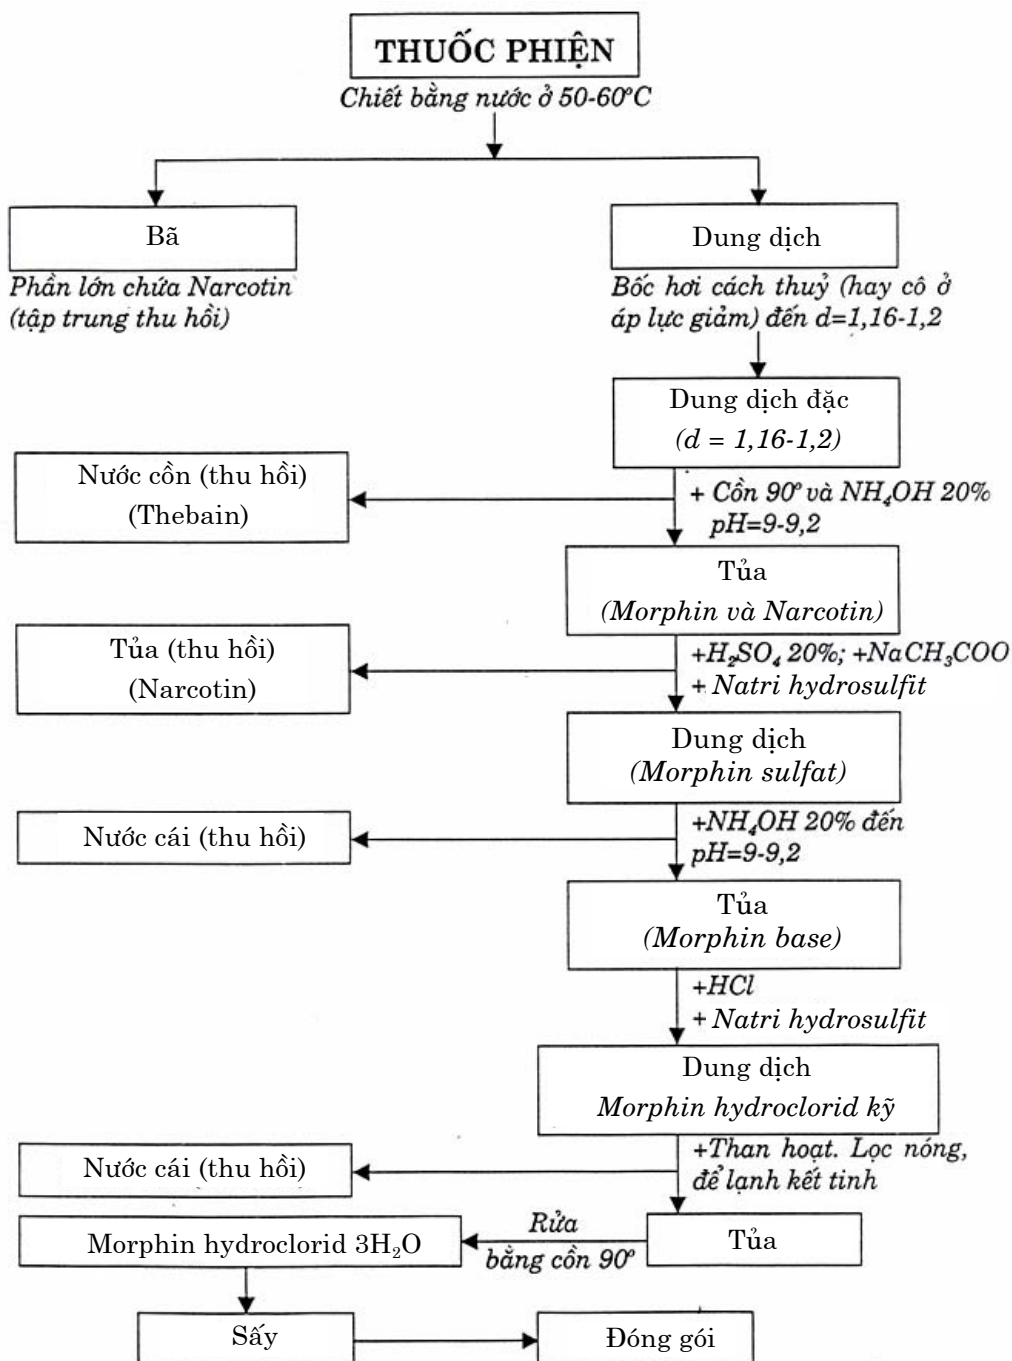 THUỐC PHIỆN
Chiết bằng nước ở 50-60°C
Bã
Phần lớn chứa Narcotin
(tập trung thu hồi)
Dung dịch
Bốc hơi cách thuỷ (hay cô ở
áp lực giảm) đến d=1,16-1,2
Dung dịch đặc
(d = 1,16-1,2)
Nước cồn (thu hồi)
(Thebain)
+ Cồn 90° và NH₄OH 20%
pH=9-9,2
Tủa
(Morphin và Narcotin)
Tủa (thu hồi)
(Narcotin)
+H₂SO₄ 20%; +NaCH₃COO
+ Natri hydrosulfit
Dung dịch
(Morphin sulfat)
Nước cái (thu hồi)
+NH₄OH 20% đến
pH=9-9,2
Tủa
(Morphin base)
+HCl
+ Natri hydrosulfit
Dung dịch
Morphin hydroclorid kỹ
Nước cái (thu hồi)
+Than hoạt. Lọc nóng,
để lạnh kết tinh
Tủa
Rửa
bằng cồn 90°
Morphin hydroclorid 3H₂O
Sấy
Đóng gói